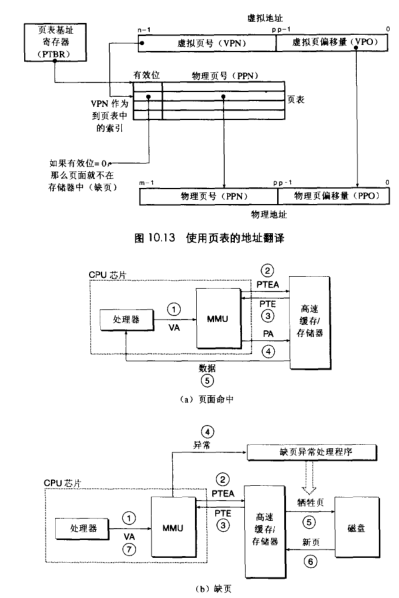 虚拟地址
页表基址
寄存器
(PTBR)
n-1 p p-1 0
虚拟页号(VPN) 虚拟页偏移量(VPO)
有效位 物理页号(PPN)
页表
VPN 作为
到页表中
的索引
如果有效位=0,
那么页面就不在
存储器中(缺页)
m-1 p p-1 0
物理页号(PPN) 物理页偏移量(PPO)
物理地址
图 10.13 使用页表的地址翻译
CPU 芯片
②
PTEA
处理器
①
VA
MMU
PTE
③
PA
④
高速
缓存/
存储器
数据
⑤
(a) 页面命中
④
异常
缺页异常处理程序
CPU 芯片
②
PTEA
处理器
①
VA
⑦
MMU
PTE
③
高速
缓存/
存储器
牺牲页
⑤
新页
⑥
磁盘
(b) 缺页